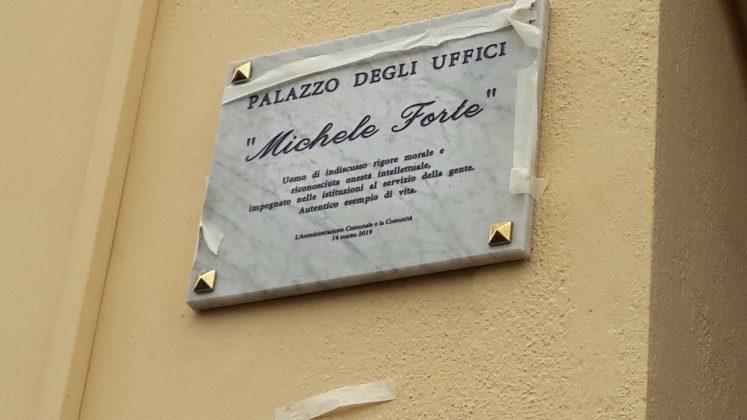 PALAZZO DEGLI UFFICI
"Michele Forte"
Uomo di indiscusso rigore morale e
riconosciuta onesta intellettuale,
impegnato nelle istituzioni al servizio della gente.
Autentico esempio di vita.
L'Amministrazione Comunale e la Comunità
14 marzo 2019